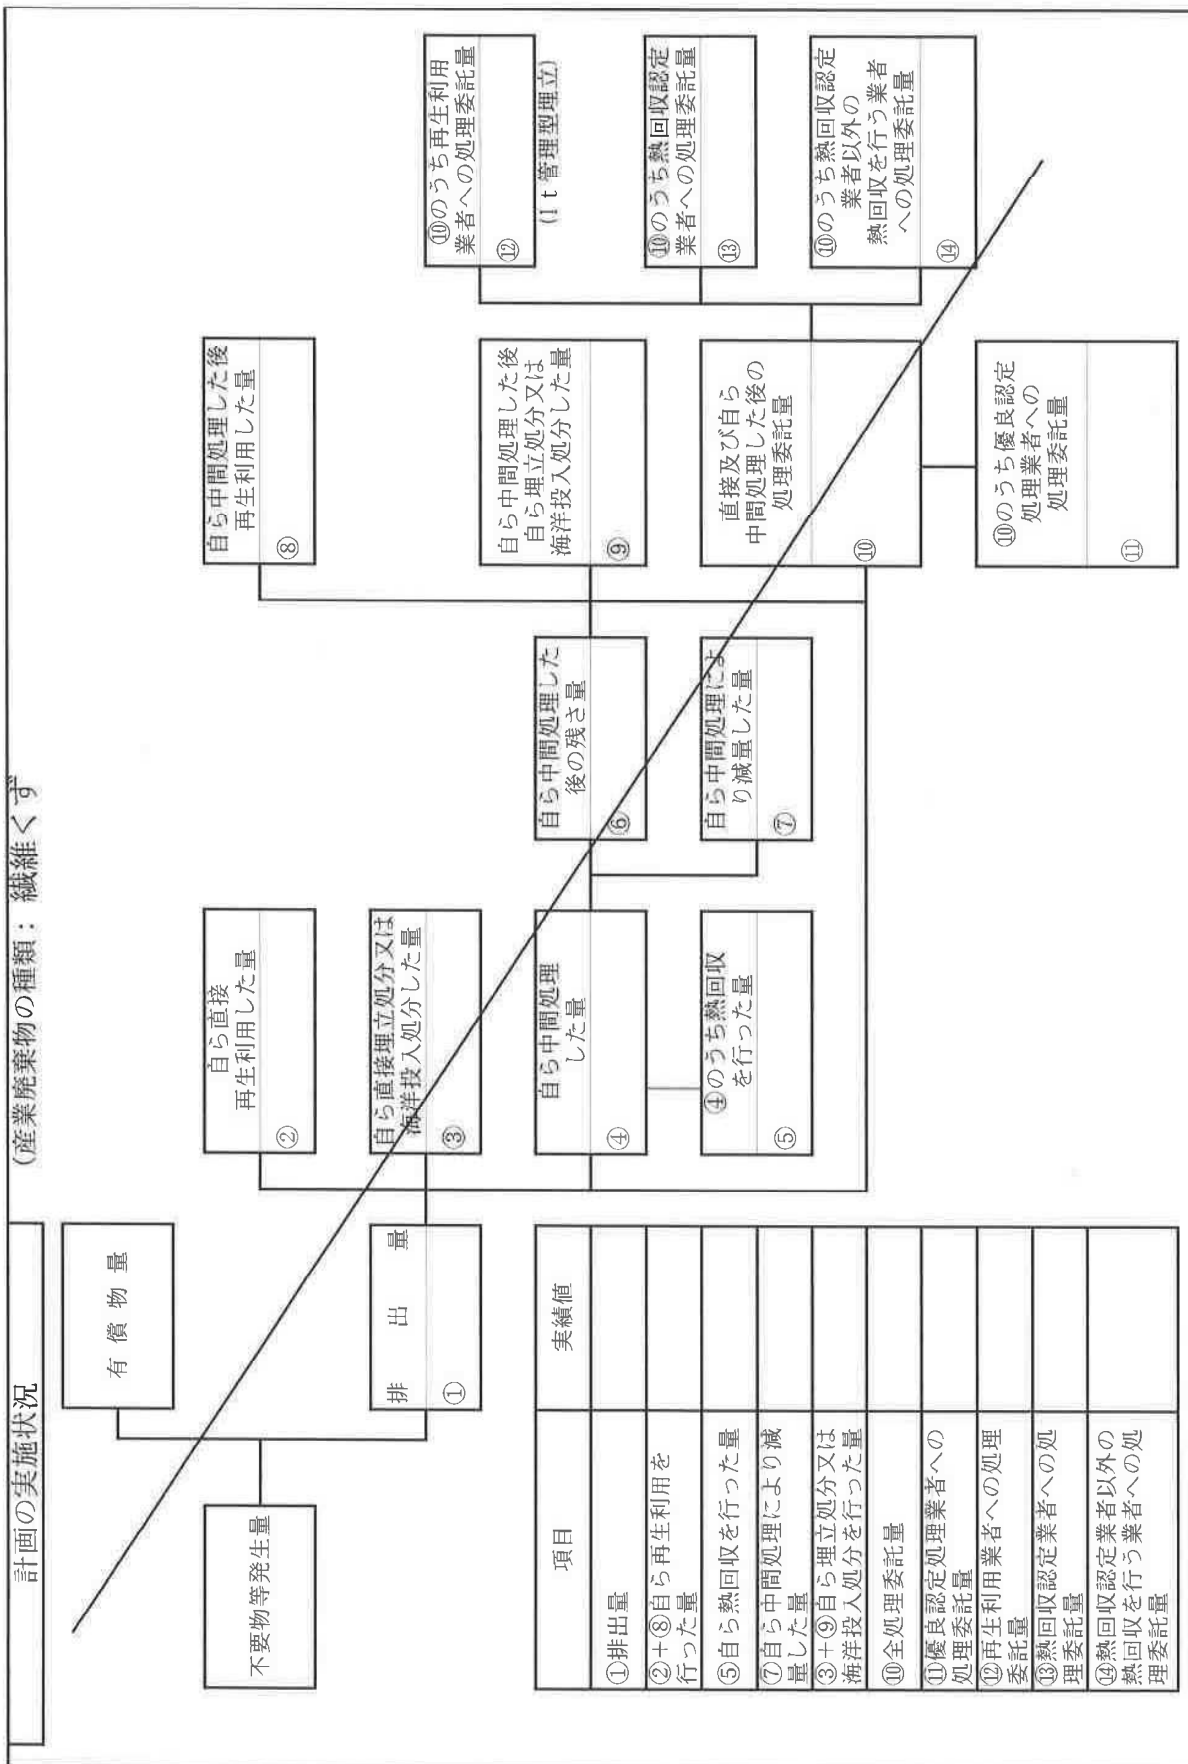 計画の実施状況
(産業廃棄物の種類: 繊維くず
不要物等発生量
有償物量
排出量
①
自ら直接
再生利用した量
②
自ら直接埋立処分又は
海洋投入処分した量
③
自ら中間処理
した量
④
④のうち熱回収
を行った量
⑤
自ら中間処理した
後の残さ量
⑥
自ら中間処理によ
り減量した量
⑦
自ら中間処理した後
再生利用した量
⑧
自ら中間処理した後
自ら埋立処分又は
海洋投入処分した量
⑨
直接及び自ら
中間処理した後の
処理委託量
⑩
⑩のうち優良認定
処理業者への
処理委託量
⑪
⑩のうち再生利用
業者への処理委託量
⑫
(1t 管理型埋立)
⑩のうち熱回収認定
業者への処理委託量
⑬
⑩のうち熱回収認定
業者以外の
熱回収を行う業者
への処理委託量
⑭
項目
実績値
①排出量
②+⑧自ら再生利用を
行った量
⑤自ら熱回収を行った量
⑦自ら中間処理により減
量した量
③+⑨自ら埋立処分又は
海洋投入処分を行った量
⑩全処理委託量
⑪優良認定処理業者への
処理委託量
⑫再生利用業者への処理
委託量
⑬熱回収認定業者への処
理委託量
⑭熱回収認定業者以外の
熱回収を行う業者への処
理委託量